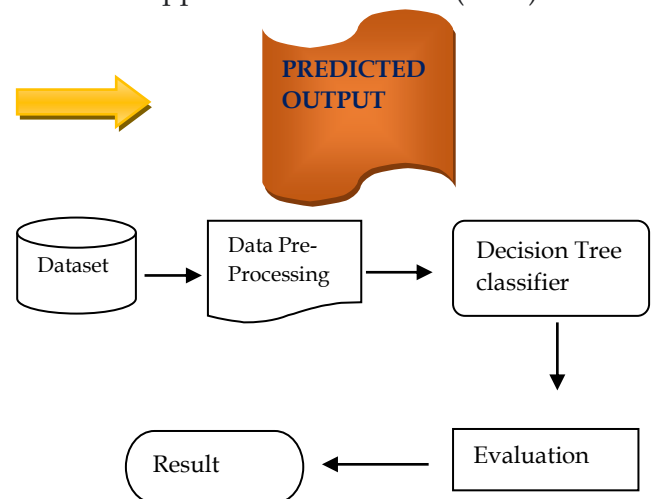 PREDICTED
OUTPUT
Dataset
Data Pre-
Processing
Decision Tree
classifier
Evaluation
Result